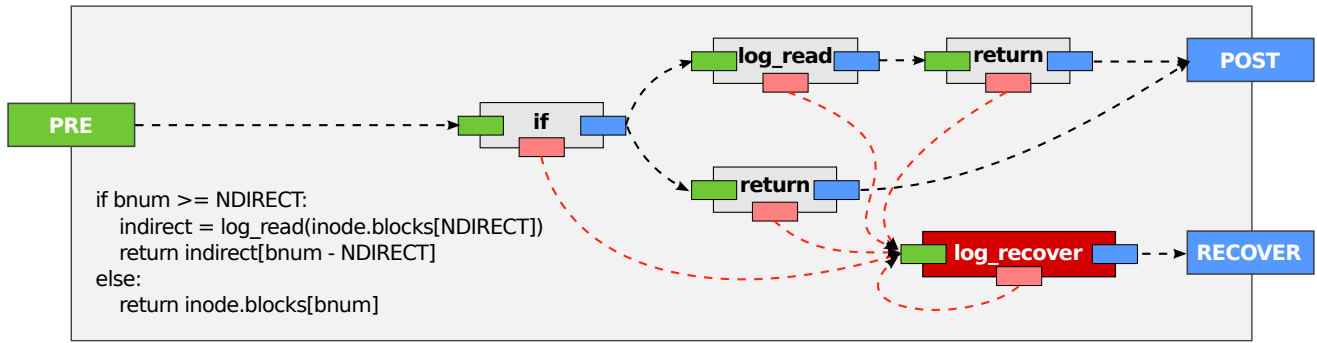 log_read
return
POST
PRE
if
return
if bnum >= NDIRECT:
indirect = log_read(inode.blocks[NDIRECT])
return indirect[bnum - NDIRECT]
else:
return inode.blocks[bnum]
log_recover
RECOVER